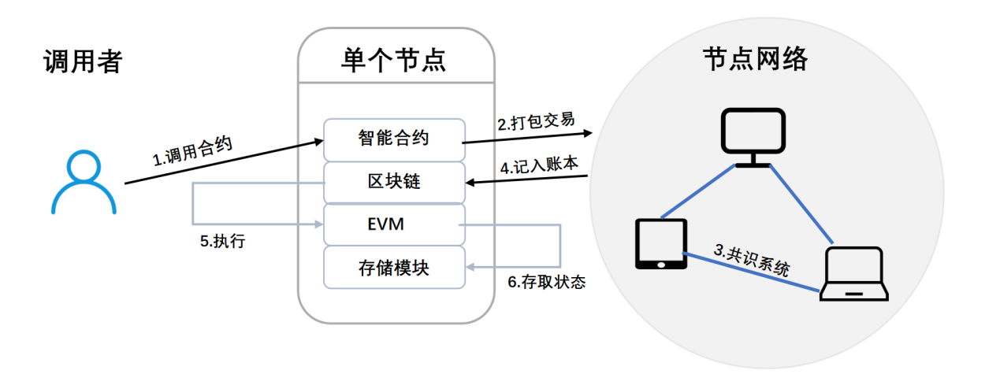 调用者
单个节点
节点网络
1.调用合约
智能合约
2.打包交易
区块链
4.记入账本
EVM
5.执行
存储模块
6.存取状态
3.共识系统